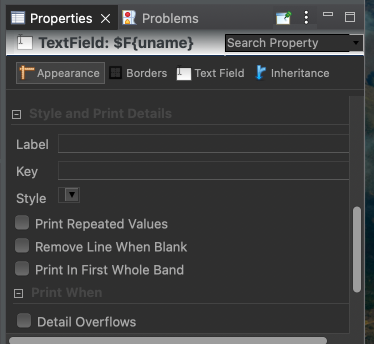 Properties
Problems
TextField: $F{uname}
Search Property
Appearance
Borders
Text Field
Inheritance
Style and Print Details
Label
Key
Style
Print Repeated Values
Remove Line When Blank
Print In First Whole Band
Print When
Detail Overflows